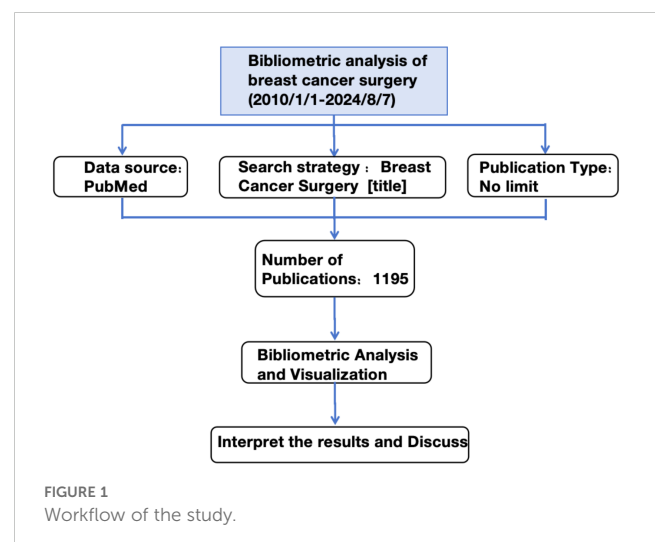 Bibliometric analysis of
breast cancer surgery
(2010/1/1-2024/8/7)
Data source：
PubMed
Search strategy ：Breast
Cancer Surgery [title]
Publication Type：
No limit
Number of
Publications：1195
Bibliometric Analysis
and Visualization
Interpret the results and Discuss
FIGURE 1
Workflow of the study.